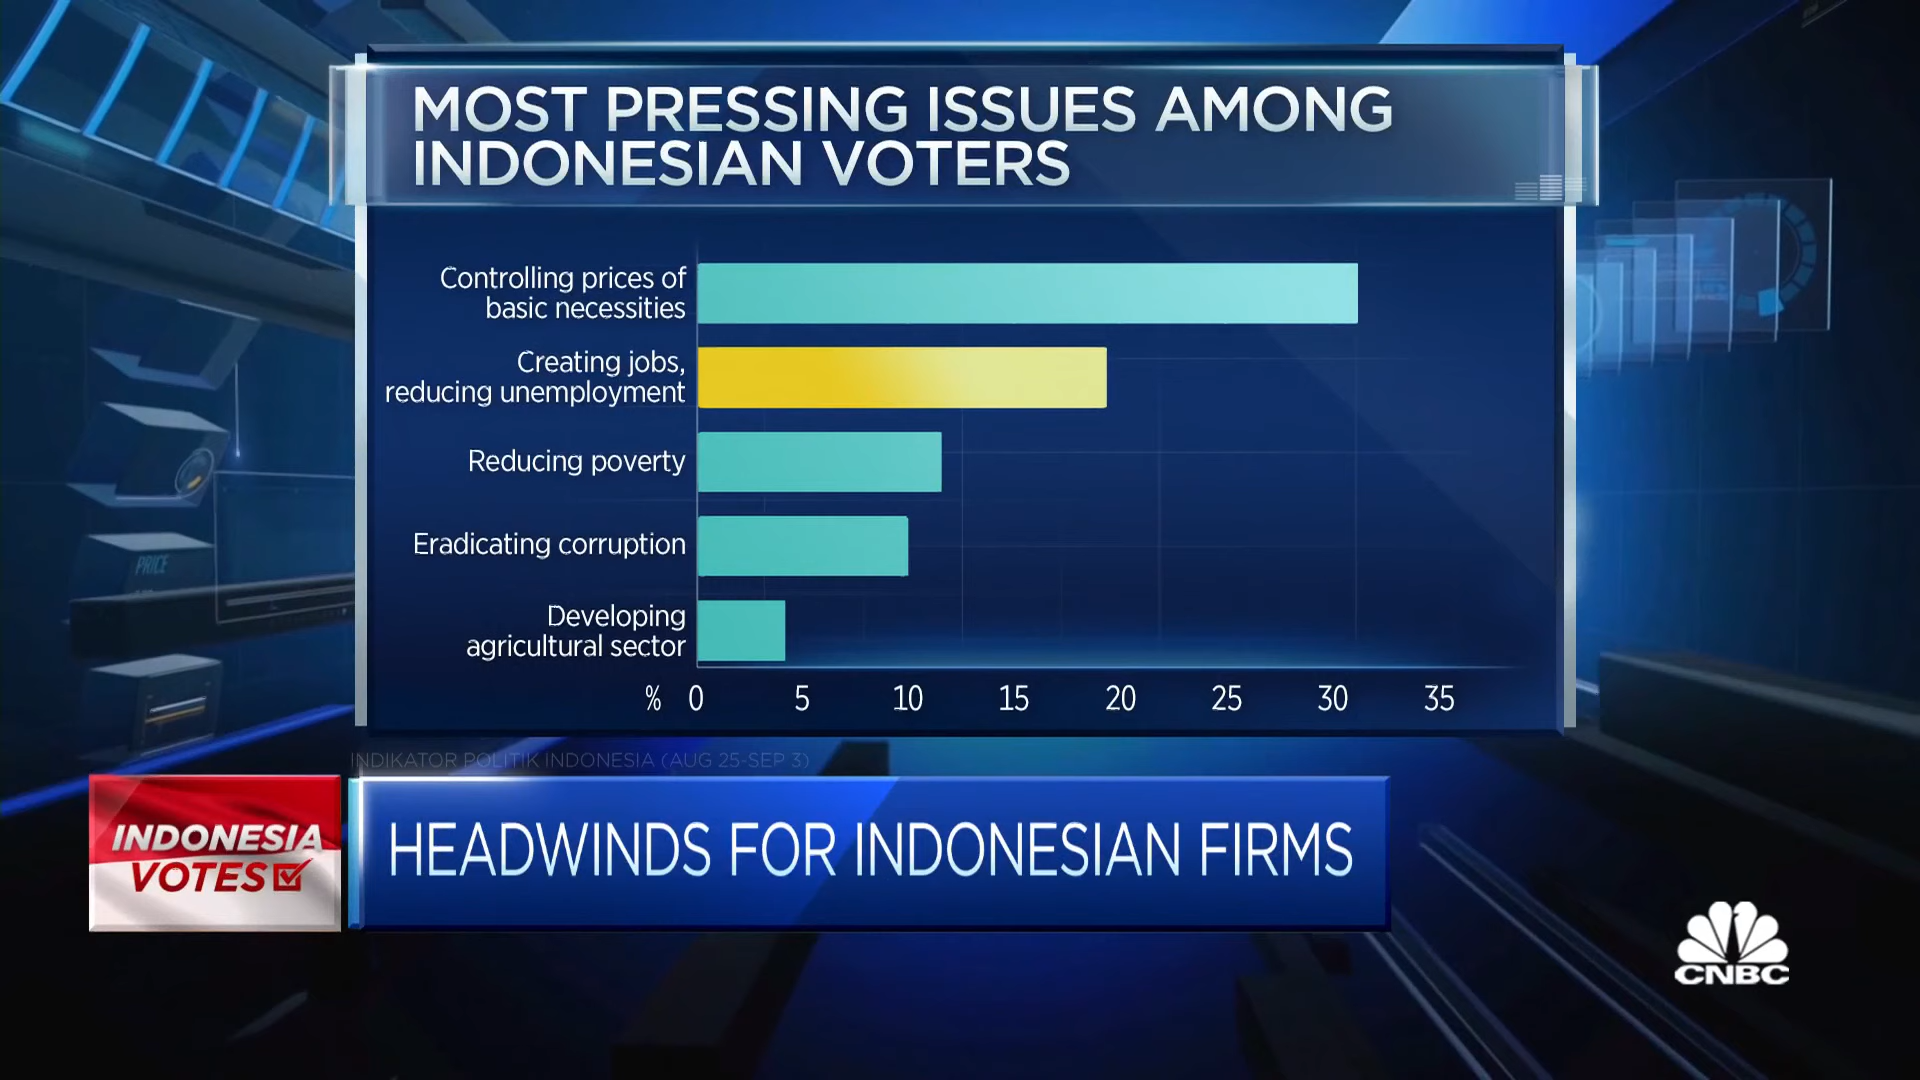 MOST PRESSING ISSUES AMONG
INDONESIAN VOTERS
Controlling prices of
basic necessities
Creating jobs,
reducing unemployment
Reducing poverty
Eradicating corruption
Developing
agricultural sector
% 0 5 10 15 20 25 30 35
INDIKATOR POLITIK INDONESIA (AUG 25-SEP 3)
INDONESIA
VOTES
HEADWINDS FOR INDONESIAN FIRMS
CNBC
PRICE